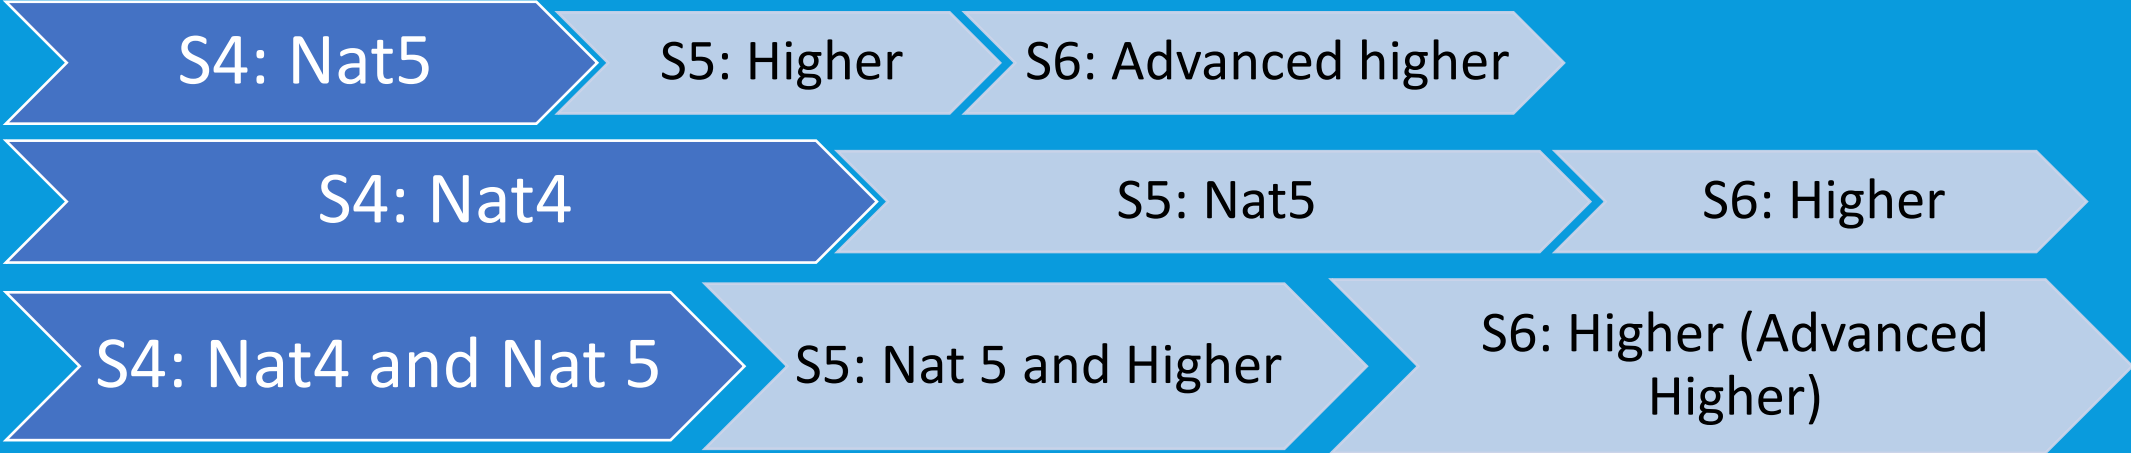 S4: Nat5
S5: Higher
S6: Advanced higher
S4: Nat4
S5: Nat5
S6: Higher
S4: Nat4 and Nat 5
S5: Nat 5 and Higher
S6: Higher (Advanced
Higher)